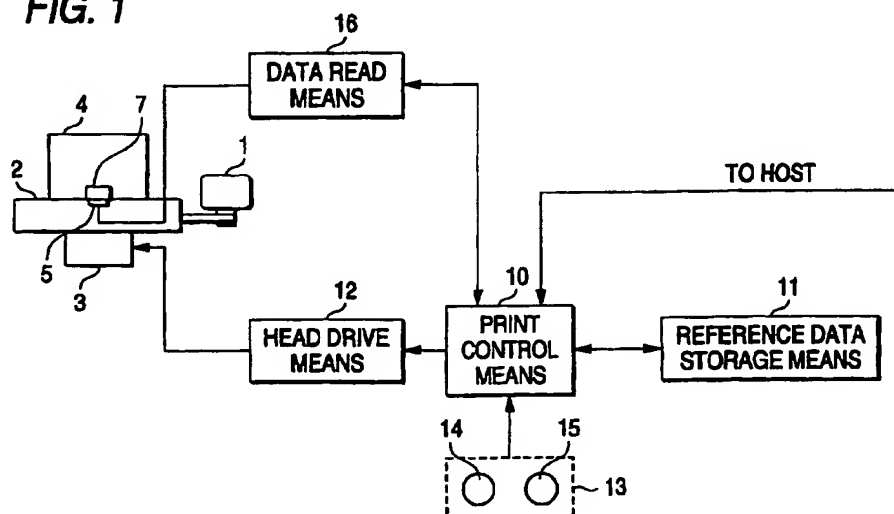 FIG. 1
16
DATA READ
MEANS
4
7
1
2
TO HOST
5
3
12
HEAD DRIVE
MEANS
10
PRINT
CONTROL
MEANS
11
REFERENCE DATA
STORAGE MEANS
14
15
13